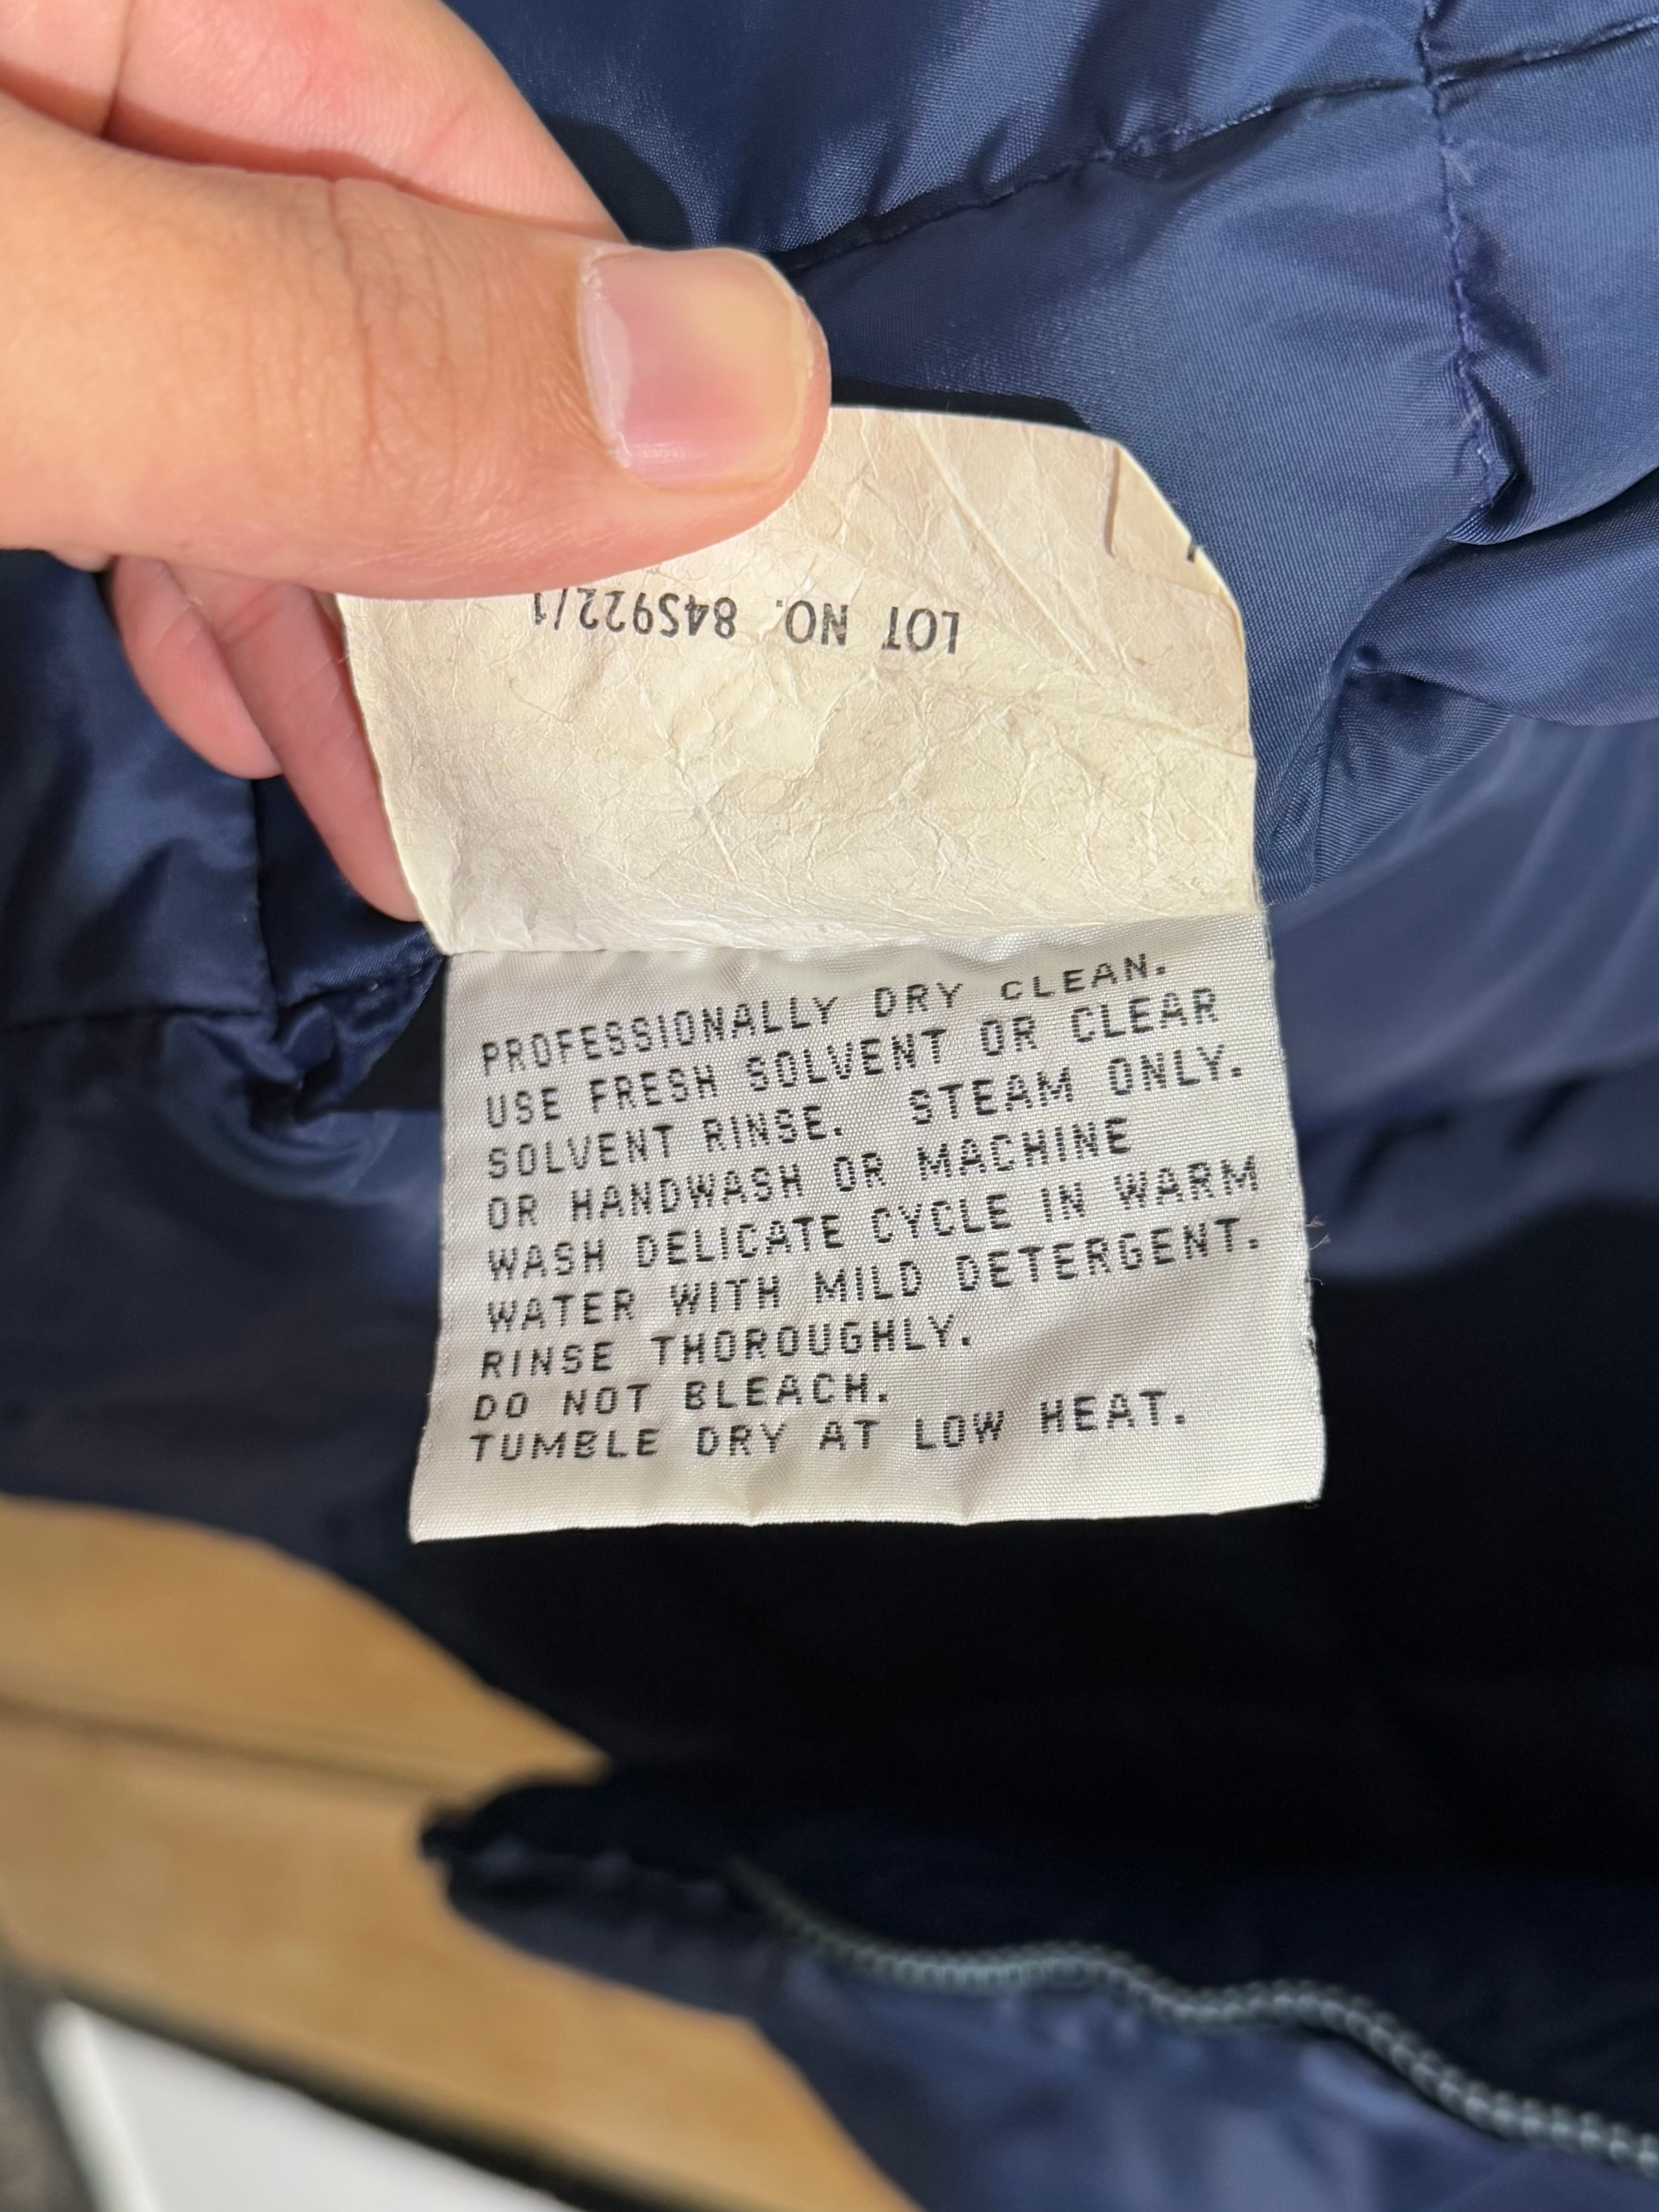 LOT NO. 84S922/1
PROFESSIONALLY DRY CLEAN.
USE FRESH SOLVENT OR CLEAR
SOLVENT RINSE. STEAM ONLY.
OR HANDWASH OR MACHINE
WASH DELICATE CYCLE IN WARM
WATER WITH MILD DETERGENT.
RINSE THOROUGHLY.
DO NOT BLEACH.
TUMBLE DRY AT LOW HEAT.